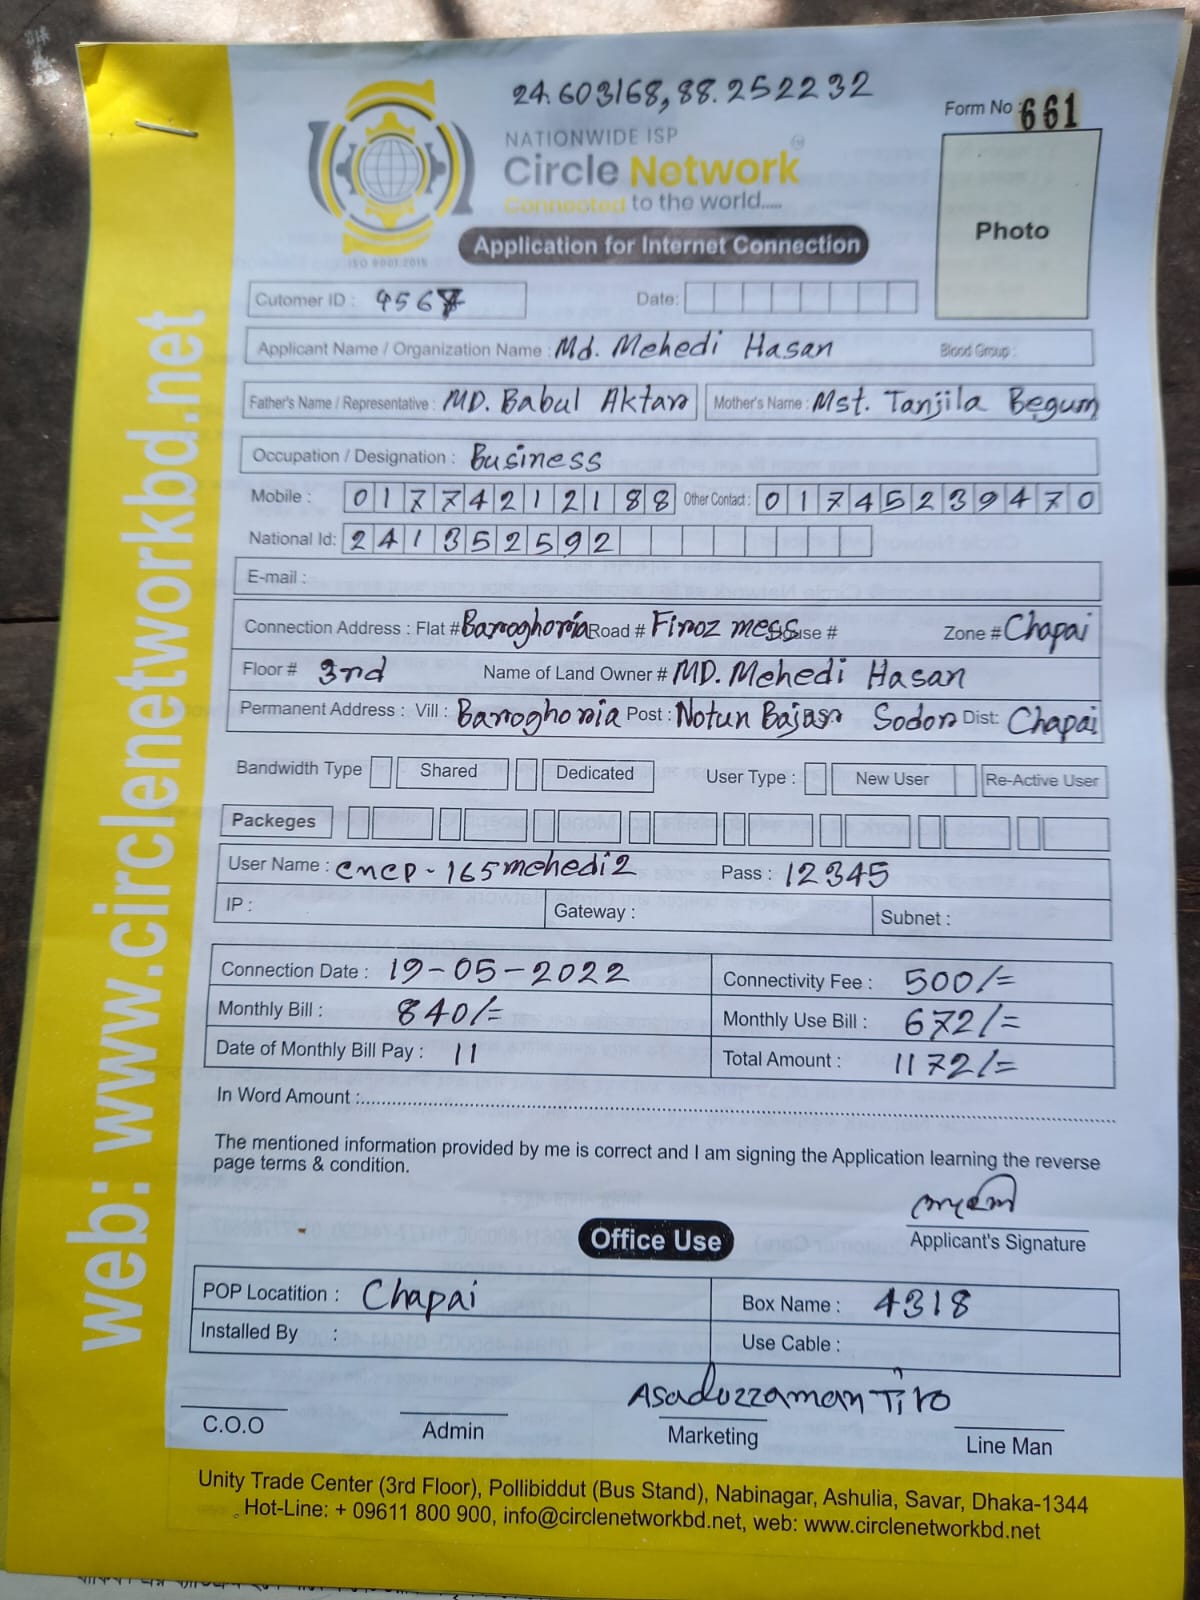 24.603168,88.252232
Form No : 661
NATIONWIDE ISP
Circle Network
Connected to the world.....
ISO 9001:2015
Application for Internet Connection
Photo
Cutomer ID : 4567
Date:
Applicant Name / Organization Name : Md. Mehedi Hasan Blood Group :
Father's Name / Representative : MD. Babul Aktar Mother's Name : Mst. Tanjila Begum
Occupation / Designation : Business
Mobile : 01774212188 Other Contact : 01745239470
National Id: 241352592
E-mail :
Connection Address : Flat # Baroghoria Road # Firoz mess House # Zone # Chapai
Floor # 3rd Name of Land Owner # MD. Mehedi Hasan
Permanent Address : Vill : Baroghoria Post : Notun Bajar Sodor Dist: Chapai
Bandwidth Type Shared Dedicated User Type : New User Re-Active User
Packeges
User Name : cncp-165mehedi2 Pass : 12345
IP : Gateway : Subnet :
Connection Date : 19-05-2022 Connectivity Fee : 500/=
Monthly Bill : 840/= Monthly Use Bill : 672/=
Date of Monthly Bill Pay : 11 Total Amount : 1172/=
In Word Amount :
The mentioned information provided by me is correct and I am signing the Application learning the reverse
page terms & condition.
Applicant's Signature
Office Use
POP Locatition : Chapai Box Name : 4318
Installed By : Use Cable :
Asaduzzaman Tiro
C.O.O Admin Marketing Line Man
Unity Trade Center (3rd Floor), Pollibiddut (Bus Stand), Nabinagar, Ashulia, Savar, Dhaka-1344
Hot-Line: + 09611 800 900, info@circlenetworkbd.net, web: www.circlenetworkbd.net
web: www.circlenetworkbd.net